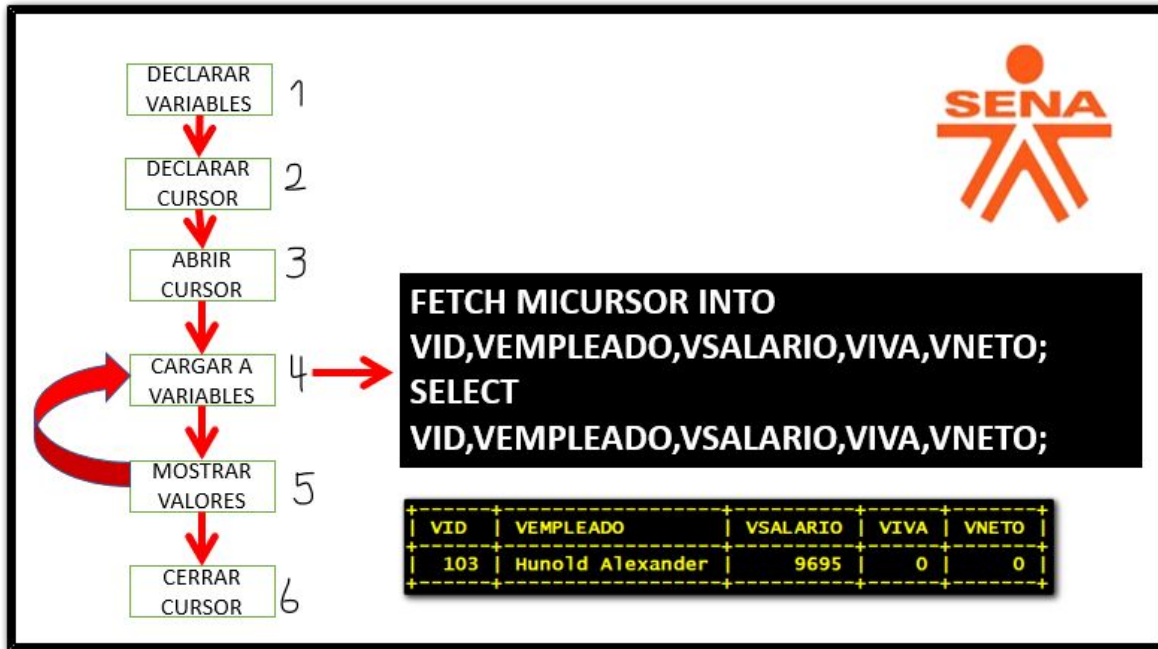 DECLARAR
VARIABLES
1
DECLARAR
CURSOR
2
ABRIR
CURSOR
3
CARGAR A
VARIABLES
4
MOSTRAR
VALORES
5
CERRAR
CURSOR
6
SENA
FETCH MICURSOR INTO
VID,VEMPLEADO,VSALARIO,VIVA,VNETO;
SELECT
VID,VEMPLEADO,VSALARIO,VIVA,VNETO;
| VID | VEMPLEADO | VSALARIO | VIVA | VNETO |
| 103 | Hunold Alexander | 9695 | 0 | 0 |